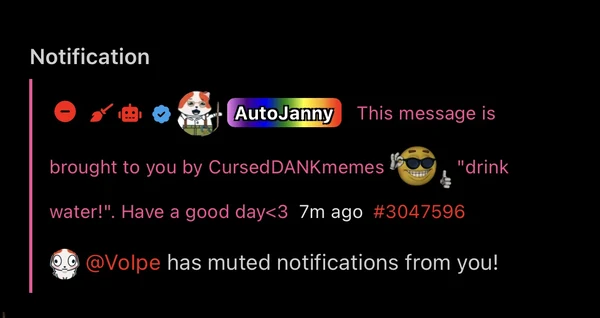 Notification
AutoJanny This message is
brought to you by CursedDANKmemes "drink
water!". Have a good day<3 7m ago #3047596
@Volpe has muted notifications from you!